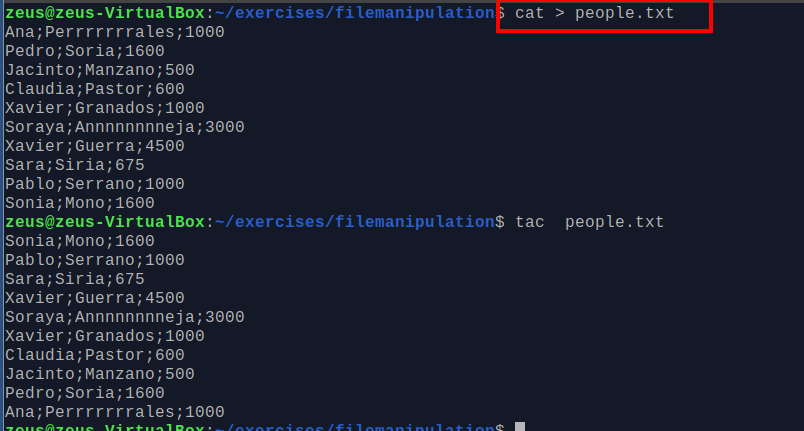 zeus@zeus-VirtualBox:~/exercises/filemanipulation$ cat > people.txt
Ana;Perrrrrrrales;1000
Pedro;Soria;1600
Jacinto;Manzano;500
Claudia;Pastor;600
Xavier;Granados;1000
Soraya;Annnnnnnneja;3000
Xavier;Guerra;4500
Sara;Siria;675
Pablo;Serrano;1000
Sonia;Mono;1600
zeus@zeus-VirtualBox:~/exercises/filemanipulation$ tac  people.txt
Sonia;Mono;1600
Pablo;Serrano;1000
Sara;Siria;675
Xavier;Guerra;4500
Soraya;Annnnnnnneja;3000
Xavier;Granados;1000
Claudia;Pastor;600
Jacinto;Manzano;500
Pedro;Soria;1600
Ana;Perrrrrrrales;1000
zeus@zeus-VirtualBox:~/exercises/filemanipulation$